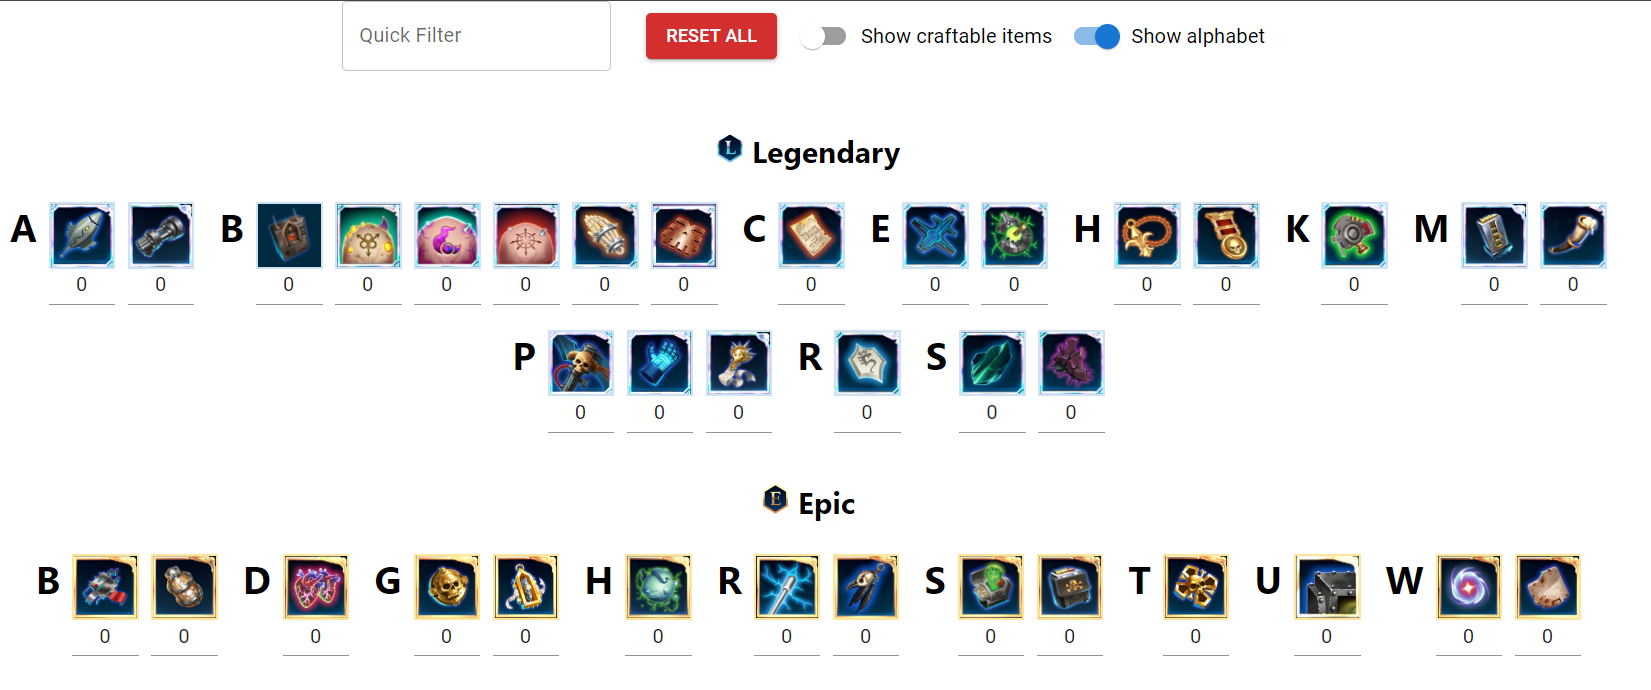 Quick Filter RESET ALL Show craftable items Show alphabet
L Legendary
A B C E H K M
0 0 0 0 0 0 0 0 0 0 0 0 0 0 0 0
P R S
0 0 0 0 0 0
E Epic
B D G H R S T U W
0 0 0 0 0 0 0 0 0 0 0 0 0 0